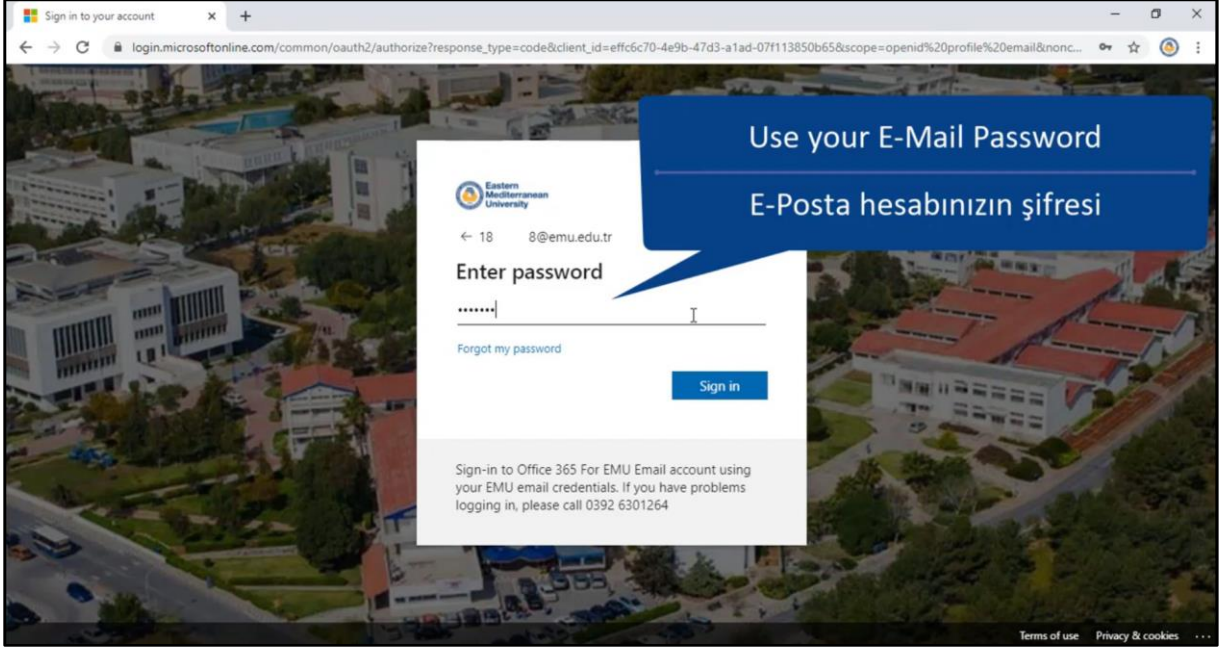 Sign in to your account
login.microsoftonline.com/common/oauth2/authorize?response_type=code&client_id=effc6c70-4e9b-47d3-a1ad-07f113850b65&scope=openid%20profile%20email&nonc...
Use your E-Mail Password
E-Posta hesabınızın şifresi
Eastern
Mediterranean
University
← 18 8@emu.edu.tr
Enter password
•••••••
Forgot my password
Sign in
Sign-in to Office 365 For EMU Email account using
your EMU email credentials. If you have problems
logging in, please call 0392 6301264
Terms of use Privacy & cookies ...